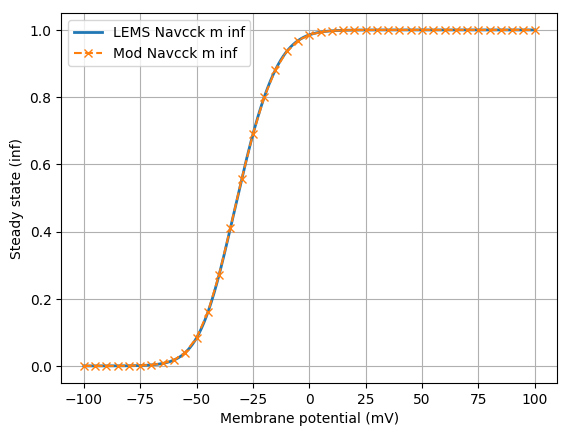 LEMS Navcck m inf
Mod Navcck m inf
1.0
0.8
0.6
0.4
0.2
0.0
Steady state (inf)
−100 −75 −50 −25 0 25 50 75 100
Membrane potential (mV)